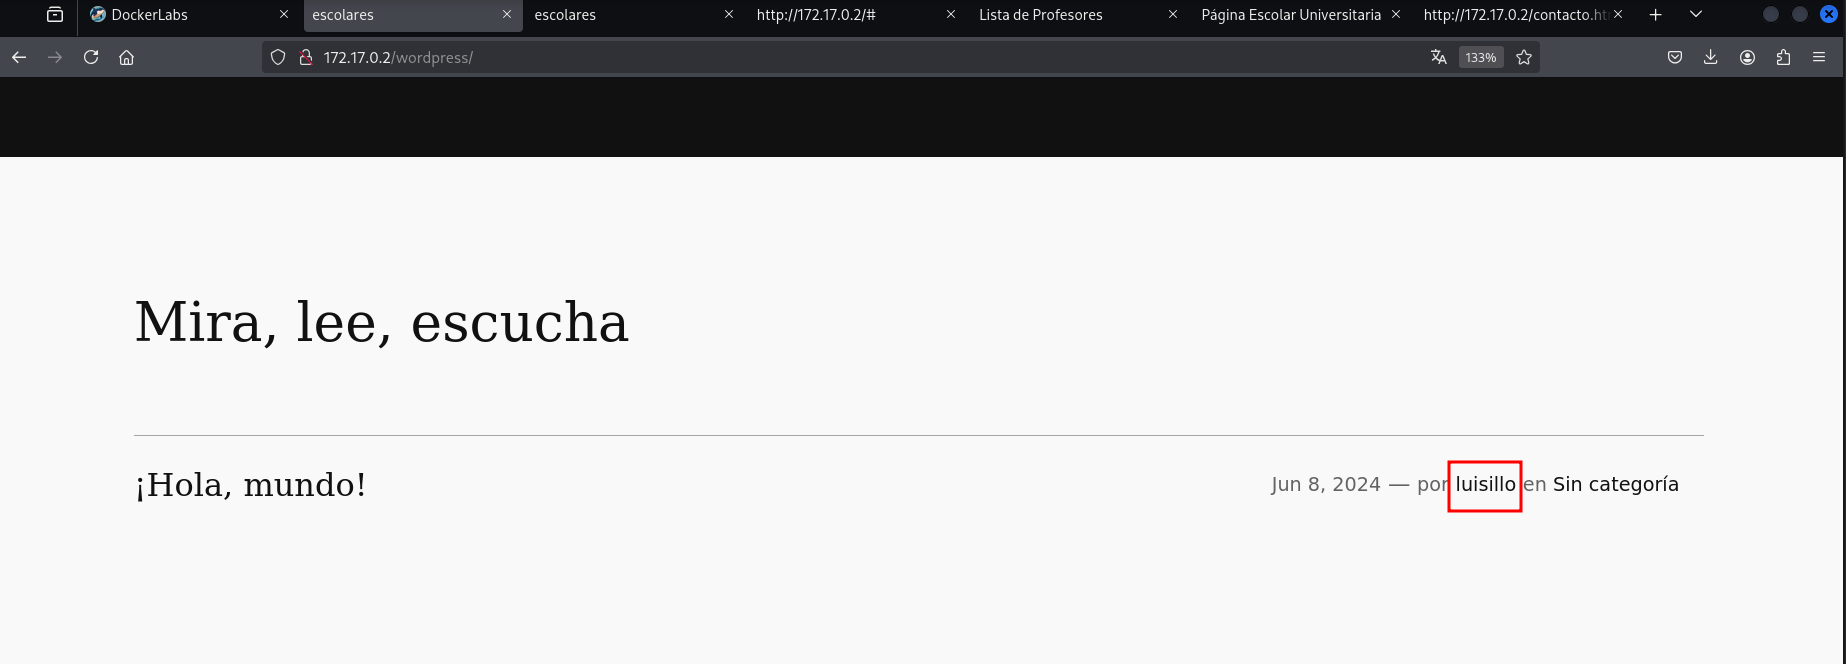 DockerLabs
escolares
escolares
http://172.17.0.2/#
Lista de Profesores
Página Escolar Universitaria
http://172.17.0.2/contacto.ht
172.17.0.2/wordpress/
133%
Mira, lee, escucha
¡Hola, mundo!
Jun 8, 2024 — por luisillo en Sin categoría